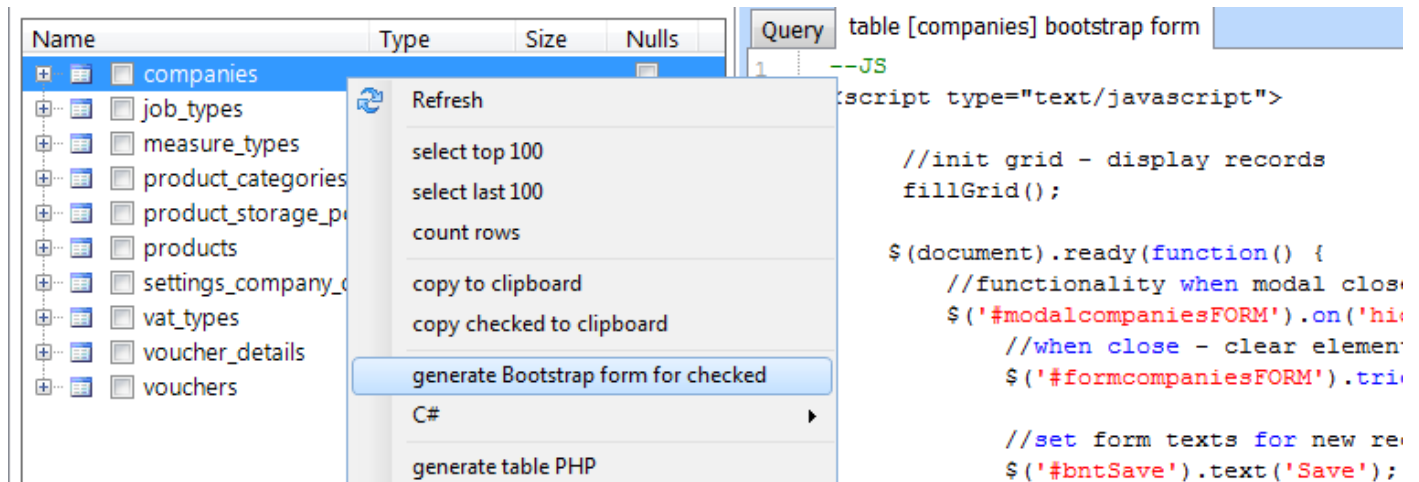 Name Type Size Nulls
companies
job_types
measure_types
product_categories
product_storage_p
products
settings_company_
vat_types
voucher_details
vouchers
Refresh
select top 100
select last 100
count rows
copy to clipboard
copy checked to clipboard
generate Bootstrap form for checked
C#
generate table PHP
Query table [companies] bootstrap form
1 --JS
script type="text/javascript">
//init grid - display records
fillGrid();
$(document).ready(function() {
//functionality when modal clos
$('#modalcompaniesFORM').on('hi
//when close - clear element
$('#formcompaniesFORM').tri
//set form texts for new re
$('#bntSave').text('Save');